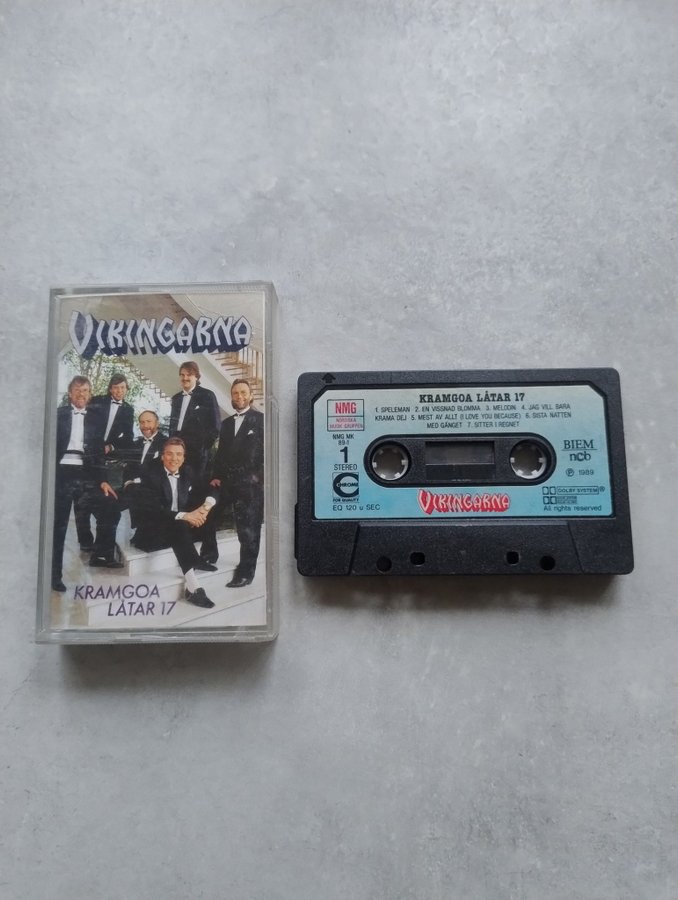 VIKINGARNA
KRAMGOA
LÅTAR 17
KRAMGOA LÅTAR 17
NMG
NORDISKA
MUSIK GRUPPEN
1. SPELEMAN 2. EN VISSNAD BLOMMA 3. MELODIN 4. JAG VILL BARA
KRAMA DEJ 5. MEST AV ALLT (I LOVE YOU BECAUSE) 6. SISTA NATTEN
MED GÄNGET 7. SITTER I REGNET
NMG MK
89-1
1
STEREO
CHROME
FOR QUALITY
EQ 120 u SEC
VIKINGARNA
BIEM
ncb
Ⓟ 1989
DOLBY SYSTEM®
All rights reserved